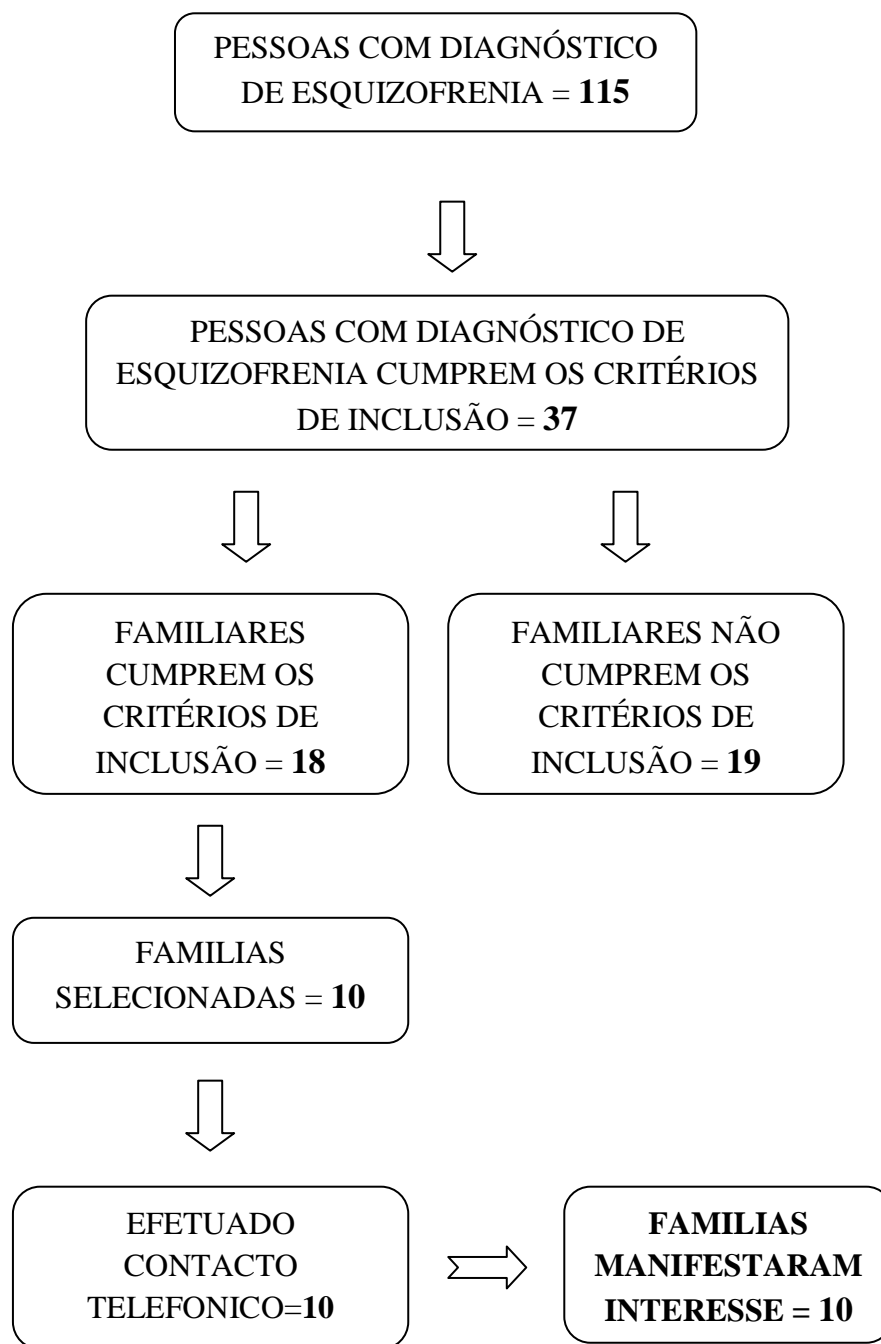 PESSOAS COM DIAGNÓSTICO
DE ESQUIZOFRENIA = 115
PESSOAS COM DIAGNÓSTICO DE
ESQUIZOFRENIA CUMPREM OS CRITÉRIOS
DE INCLUSÃO = 37
FAMILIARES
CUMPREM OS
CRITÉRIOS DE
INCLUSÃO = 18
FAMILIARES NÃO
CUMPREM OS
CRITÉRIOS DE
INCLUSÃO = 19
FAMILIAS
SELECIONADAS = 10
EFETUADO
CONTACTO
TELEFONICO=10
FAMILIAS
MANIFESTARAM
INTERESSE = 10